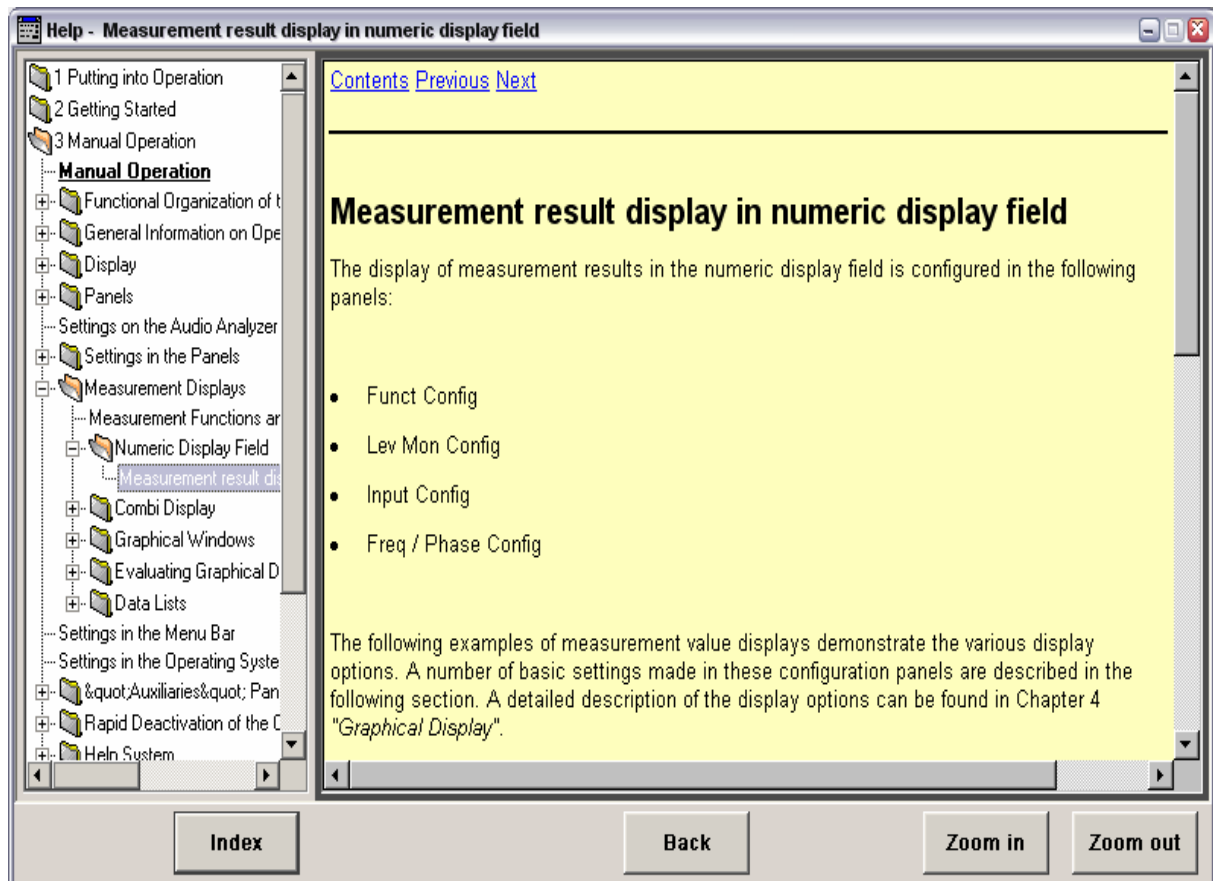 Help - Measurement result display in numeric display field
1 Putting into Operation
2 Getting Started
3 Manual Operation
Manual Operation
Functional Organization of t
General Information on Ope
Display
Panels
Settings on the Audio Analyzer
Settings in the Panels
Measurement Displays
Measurement Functions ar
Numeric Display Field
Measurement result dis
Combi Display
Graphical Windows
Evaluating Graphical D
Data Lists
Settings in the Menu Bar
Settings in the Operating Syste
&quot;Auxiliaries&quot; Pan
Rapid Deactivation of the O
Help System
Contents Previous Next
Measurement result display in numeric display field
The display of measurement results in the numeric display field is configured in the following
panels:
• Funct Config
• Lev Mon Config
• Input Config
• Freq / Phase Config
The following examples of measurement value displays demonstrate the various display
options. A number of basic settings made in these configuration panels are described in the
following section. A detailed description of the display options can be found in Chapter 4
"Graphical Display".
Index
Back
Zoom in
Zoom out